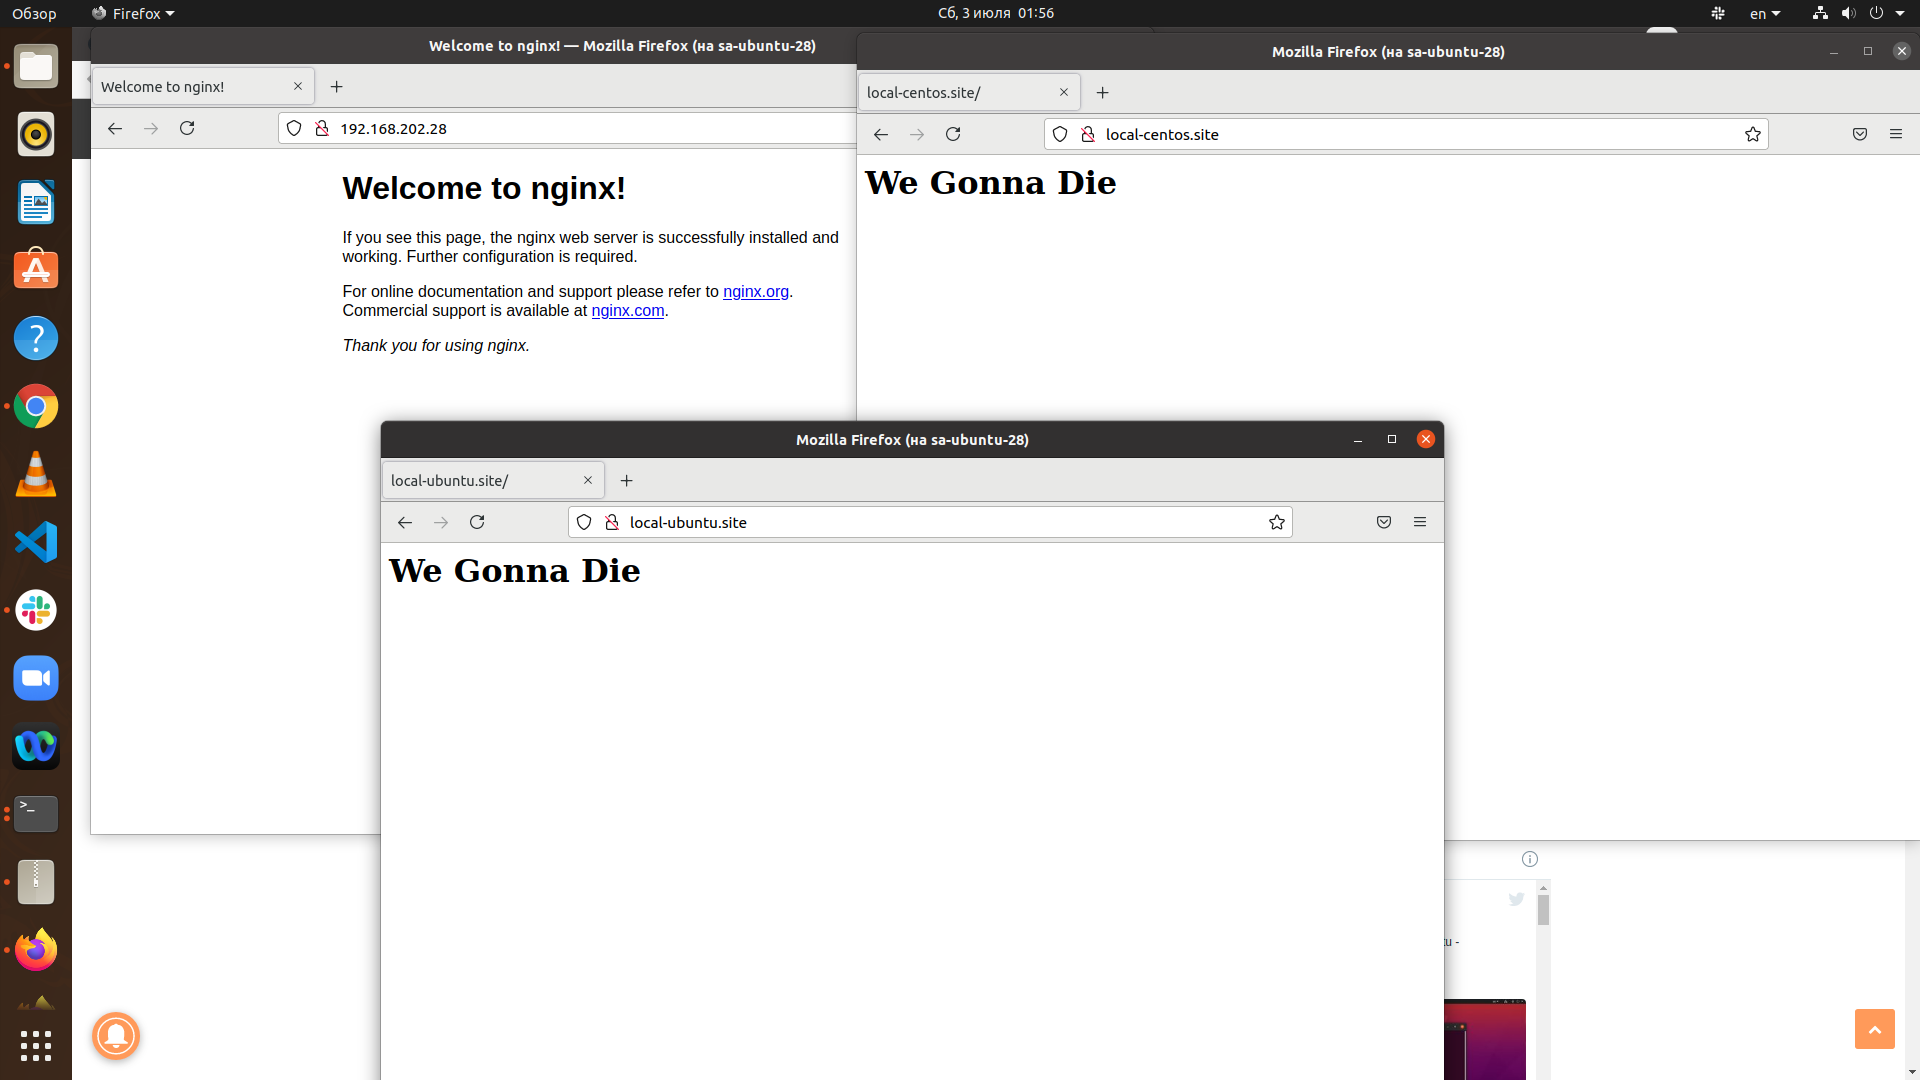 Обзор
Firefox
Сб, 3 июля 01:56
en
Welcome to nginx! — Mozilla Firefox (на sa-ubuntu-28)
Welcome to nginx!
192.168.202.28
Welcome to nginx!
If you see this page, the nginx web server is successfully installed and
working. Further configuration is required.
For online documentation and support please refer to nginx.org.
Commercial support is available at nginx.com.
Thank you for using nginx.
Mozilla Firefox (на sa-ubuntu-28)
local-centos.site/
local-centos.site
We Gonna Die
Mozilla Firefox (на sa-ubuntu-28)
local-ubuntu.site/
local-ubuntu.site
We Gonna Die